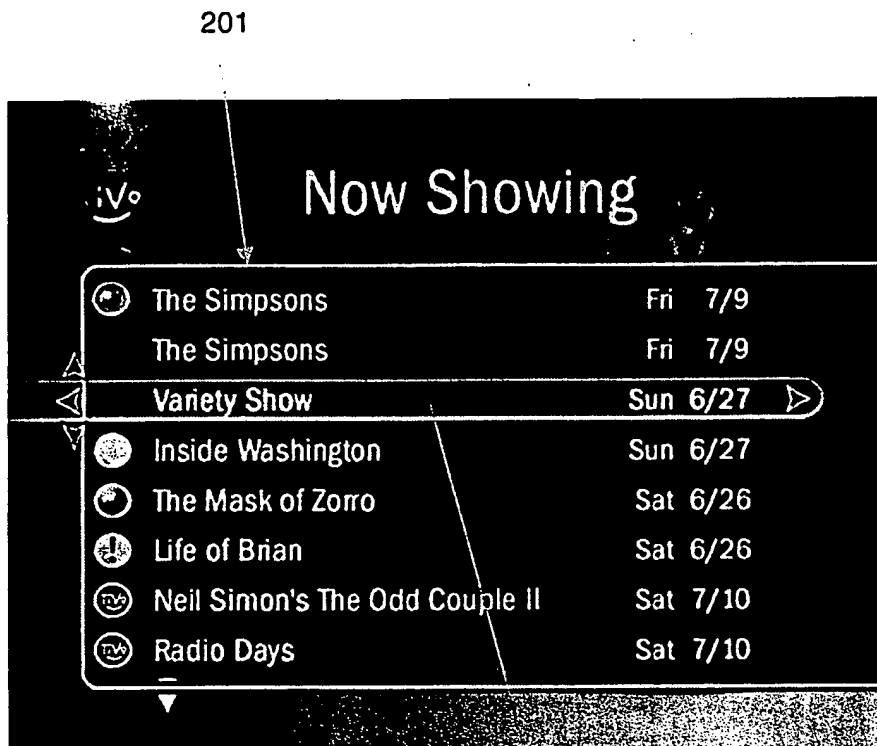 201
iVo
Now Showing
The Simpsons Fri 7/9
The Simpsons Fri 7/9
Variety Show Sun 6/27
Inside Washington Sun 6/27
The Mask of Zorro Sat 6/26
Life of Brian Sat 6/26
TiVo Neil Simon's The Odd Couple II Sat 7/10
TiVo Radio Days Sat 7/10